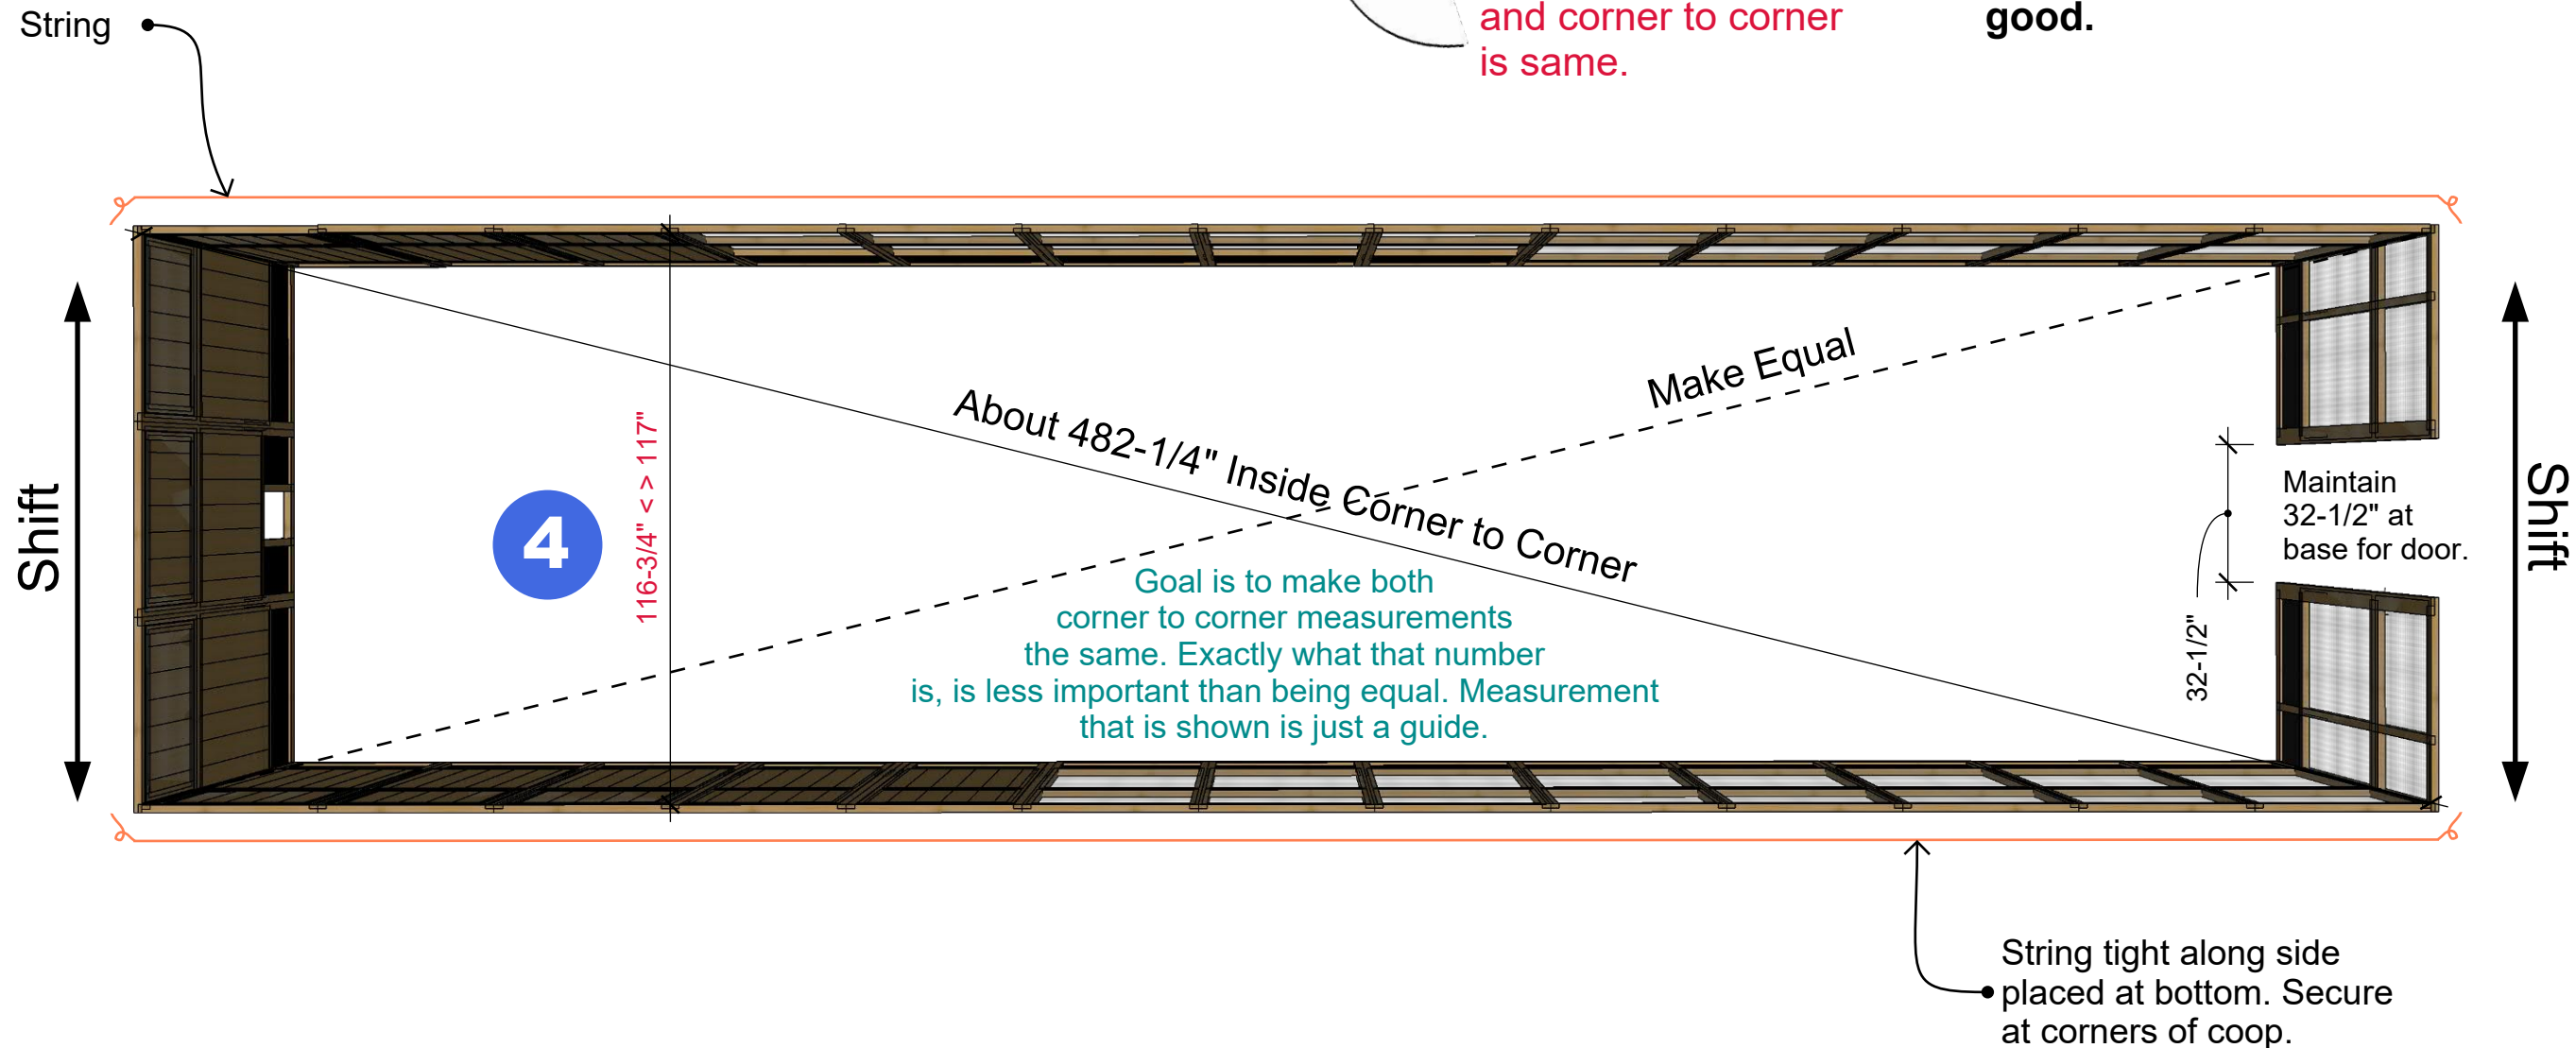 String
and corner to corner
is same.
good.
Shift
4
116-3/4" < > 117"
About 482-1/4" Inside Corner to Corner
Make Equal
Goal is to make both
corner to corner measurements
the same. Exactly what that number
is, is less important than being equal. Measurement
that is shown is just a guide.
32-1/2"
Maintain
32-1/2" at
base for door.
Shift
String tight along side
placed at bottom. Secure
at corners of coop.